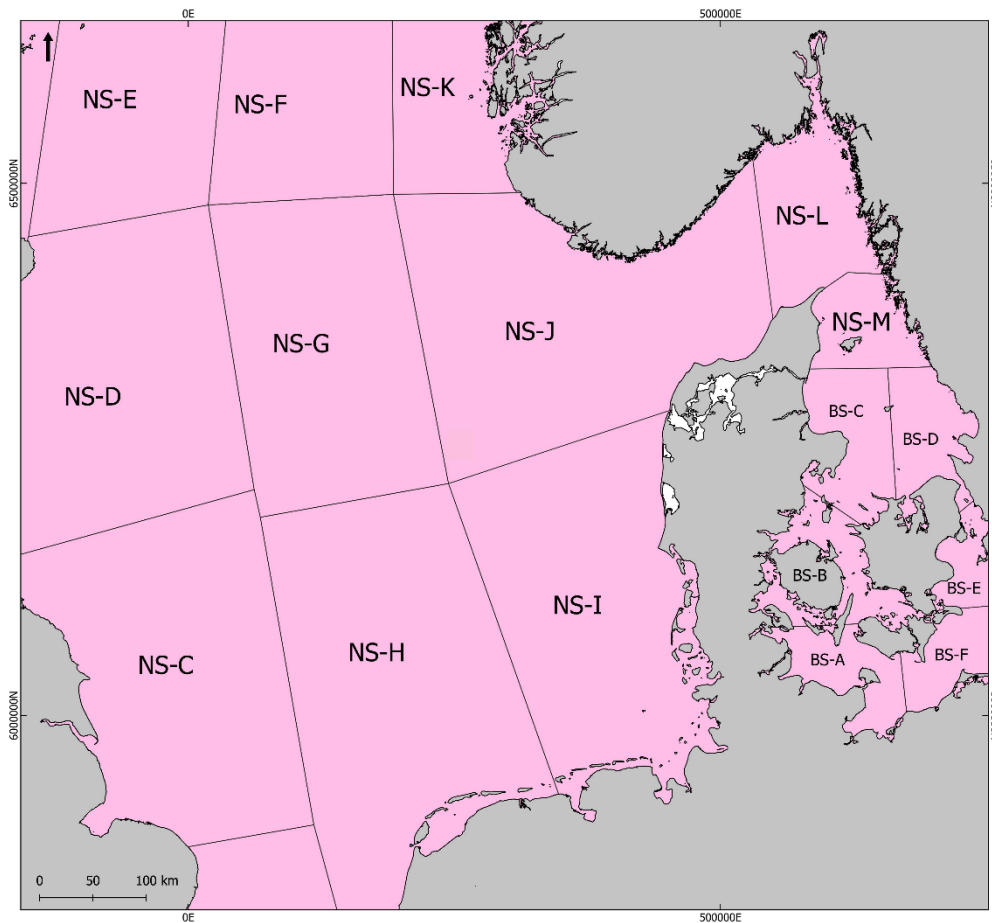 0E 500000E
NS-E
NS-F
NS-K
6500000N
NS-L
NS-G
NS-J
NS-M
NS-D
BS-C
BS-D
BS-B
BS-E
NS-I
NS-C
NS-H
BS-A
BS-F
6000000N
0 50 100 km
0E 500000E